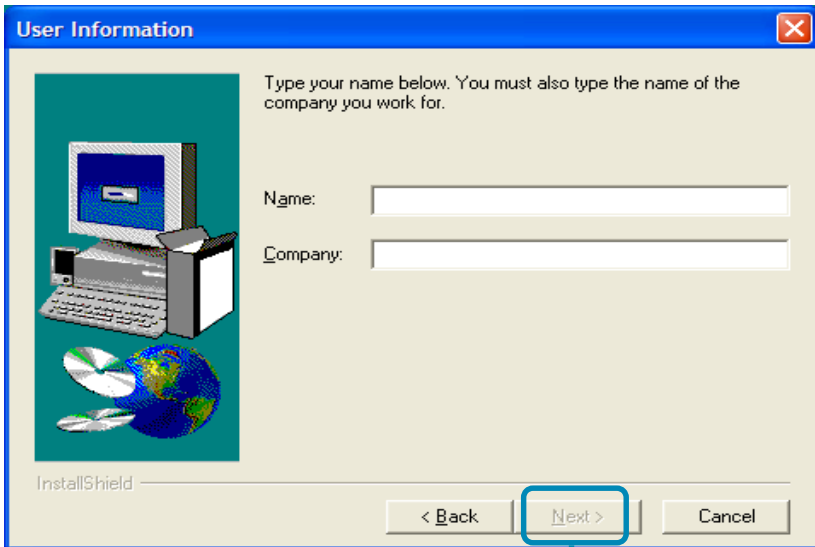 User Information
Type your name below. You must also type the name of the
company you work for.
Name:
Company:
InstallShield
< Back
Next >
Cancel